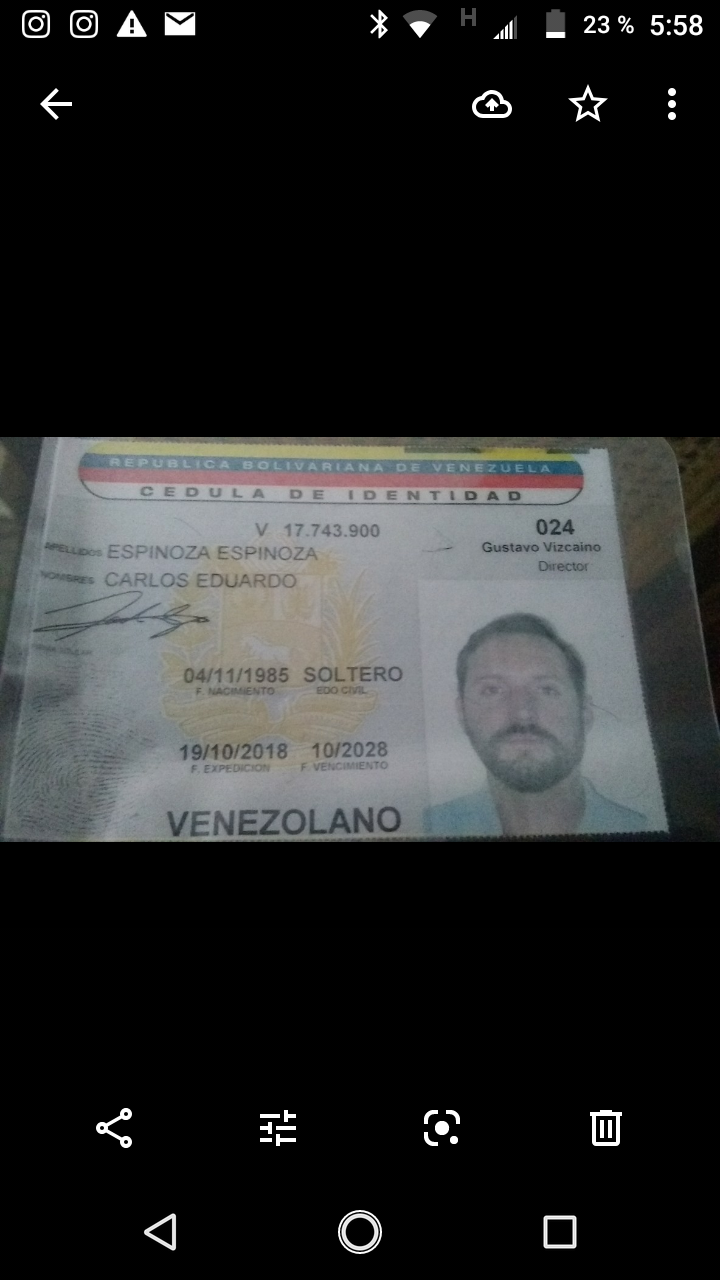 H 23 % 5:58
REPUBLICA BOLIVARIANA DE VENEZUELA
CEDULA DE IDENTIDAD
V 17.743.900
024
Gustavo Vizcaino
Director
APELLIDOS ESPINOZA ESPINOZA
NOMBRES CARLOS EDUARDO
04/11/1985 SOLTERO
F. NACIMIENTO EDO CIVIL
19/10/2018 10/2028
F. EXPEDICION F. VENCIMIENTO
VENEZOLANO